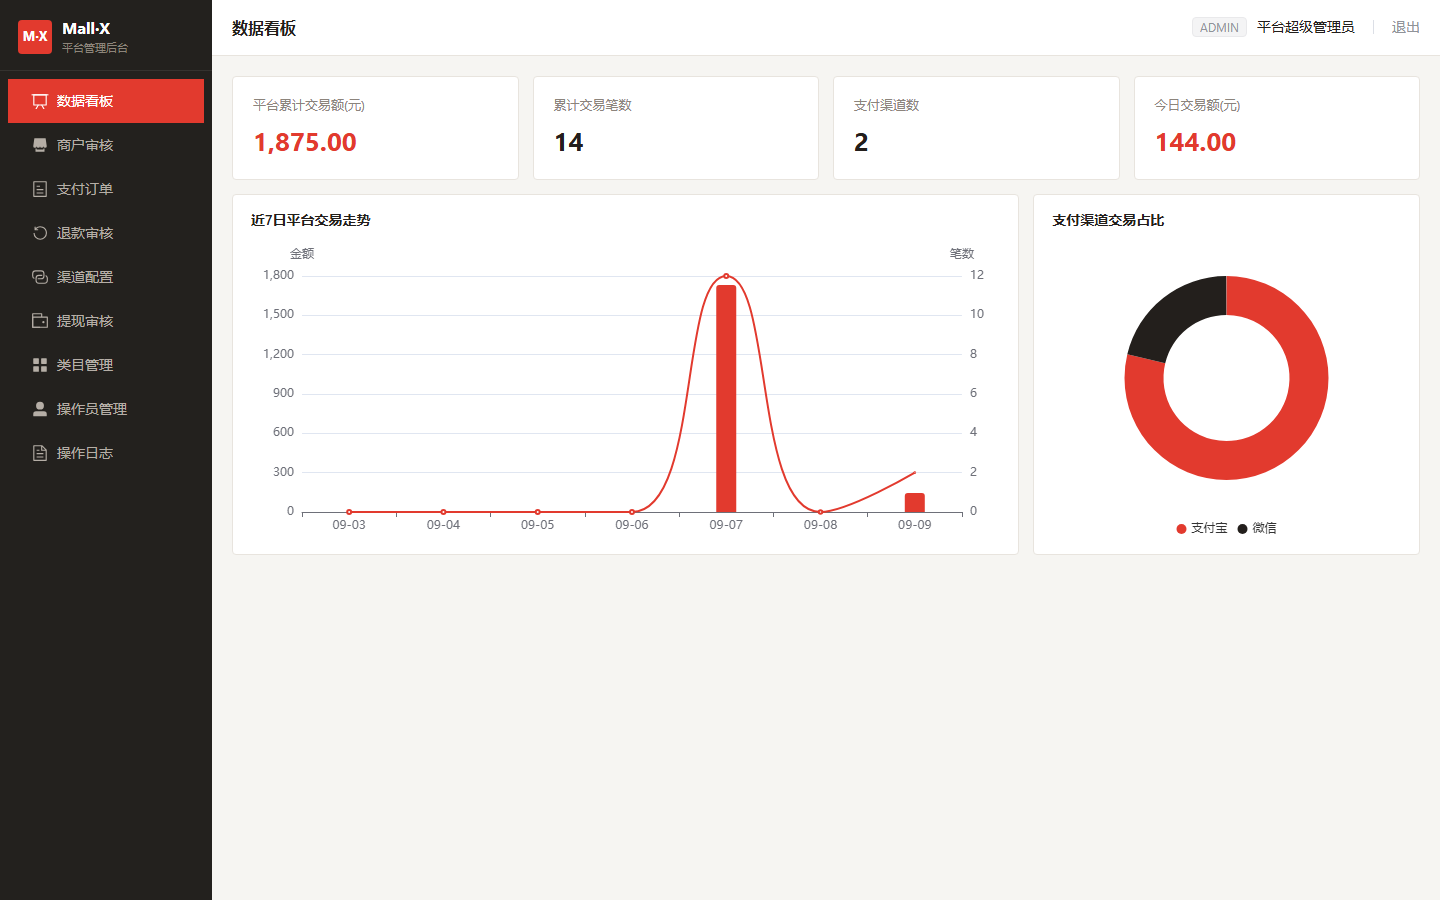 M·X
Mall·X
平台管理后台
数据看板
商户审核
支付订单
退款审核
渠道配置
提现审核
类目管理
操作员管理
操作日志
数据看板
ADMIN
平台超级管理员
退出
平台累计交易额(元)
1,875.00
累计交易笔数
14
支付渠道数
2
今日交易额(元)
144.00
近7日平台交易走势
金额
笔数
1,800
1,500
1,200
900
600
300
0
12
10
8
6
4
2
0
09-03
09-04
09-05
09-06
09-07
09-08
09-09
支付渠道交易占比
支付宝
微信